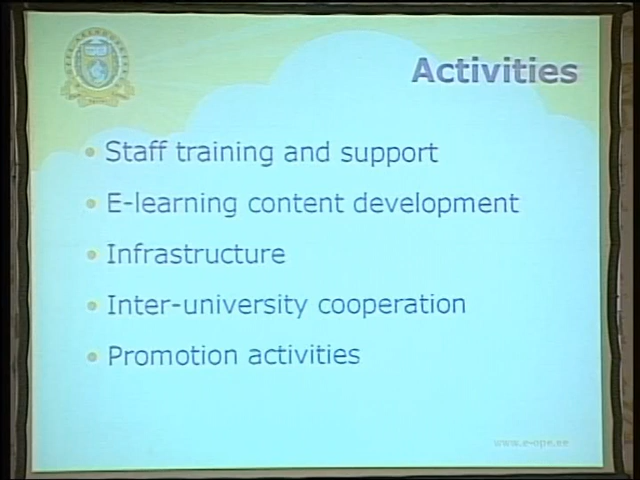 Activities
• Staff training and support
• E-learning content development
• Infrastructure
• Inter-university cooperation
• Promotion activities
www.e-ope.ee